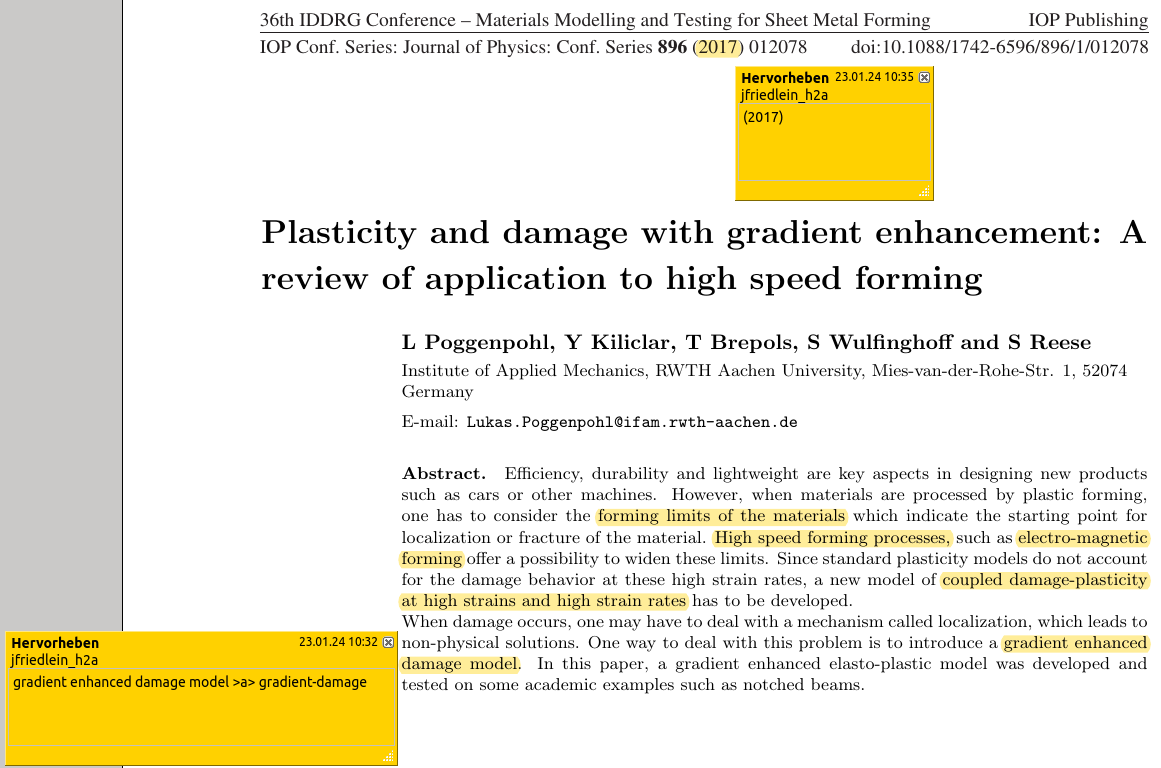 36th IDDRG Conference – Materials Modelling and Testing for Sheet Metal Forming IOP Publishing
IOP Conf. Series: Journal of Physics: Conf. Series 896 (2017) 012078 doi:10.1088/1742-6596/896/1/012078
Hervorheben 23.01.24 10:35
jfriedlein_h2a
(2017)
Plasticity and damage with gradient enhancement: A
review of application to high speed forming
L Poggenpohl, Y Kiliclar, T Brepols, S Wulfinghoff and S Reese
Institute of Applied Mechanics, RWTH Aachen University, Mies-van-der-Rohe-Str. 1, 52074
Germany
E-mail: Lukas.Poggenpohl@ifam.rwth-aachen.de
Abstract. Efficiency, durability and lightweight are key aspects in designing new products
such as cars or other machines. However, when materials are processed by plastic forming,
one has to consider the forming limits of the materials which indicate the starting point for
localization or fracture of the material. High speed forming processes, such as electro-magnetic
forming offer a possibility to widen these limits. Since standard plasticity models do not account
for the damage behavior at these high strain rates, a new model of coupled damage-plasticity
at high strains and high strain rates has to be developed.
When damage occurs, one may have to deal with a mechanism called localization, which leads to
non-physical solutions. One way to deal with this problem is to introduce a gradient enhanced
damage model. In this paper, a gradient enhanced elasto-plastic model was developed and
tested on some academic examples such as notched beams.
Hervorheben 23.01.24 10:32
jfriedlein_h2a
gradient enhanced damage model >a> gradient-damage